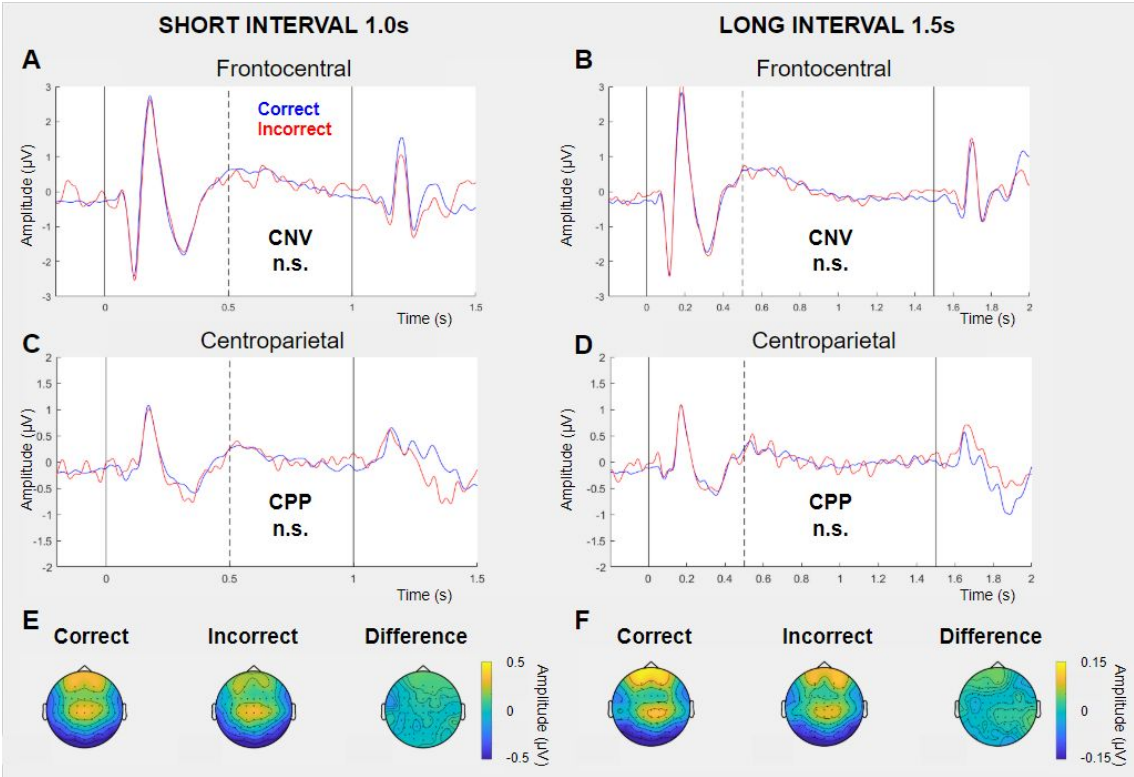 SHORT INTERVAL 1.0s
LONG INTERVAL 1.5s
A
Frontocentral
3
2
1
0
-1
-2
-3
Amplitude (µV)
Correct
Incorrect
CNV
n.s.
0
0.5
1
1.5
Time (s)
B
Frontocentral
3
2
1
0
-1
-2
-3
Amplitude (µV)
CNV
n.s.
0
0.2
0.4
0.6
0.8
1
1.2
1.4
1.6
1.8
2
Time (s)
C
Centroparietal
2
1.5
1
0.5
0
-0.5
-1
-1.5
-2
Amplitude (µV)
CPP
n.s.
0
0.5
1
1.5
Time (s)
D
Centroparietal
2
1.5
1
0.5
0
-0.5
-1
-1.5
-2
Amplitude (µV)
CPP
n.s.
0
0.2
0.4
0.6
0.8
1
1.2
1.4
1.6
1.8
2
Time (s)
E
Correct
Incorrect
Difference
0.5
0
-0.5
Amplitude (µV)
F
Correct
Incorrect
Difference
0.15
0
-0.15
Amplitude (µV)